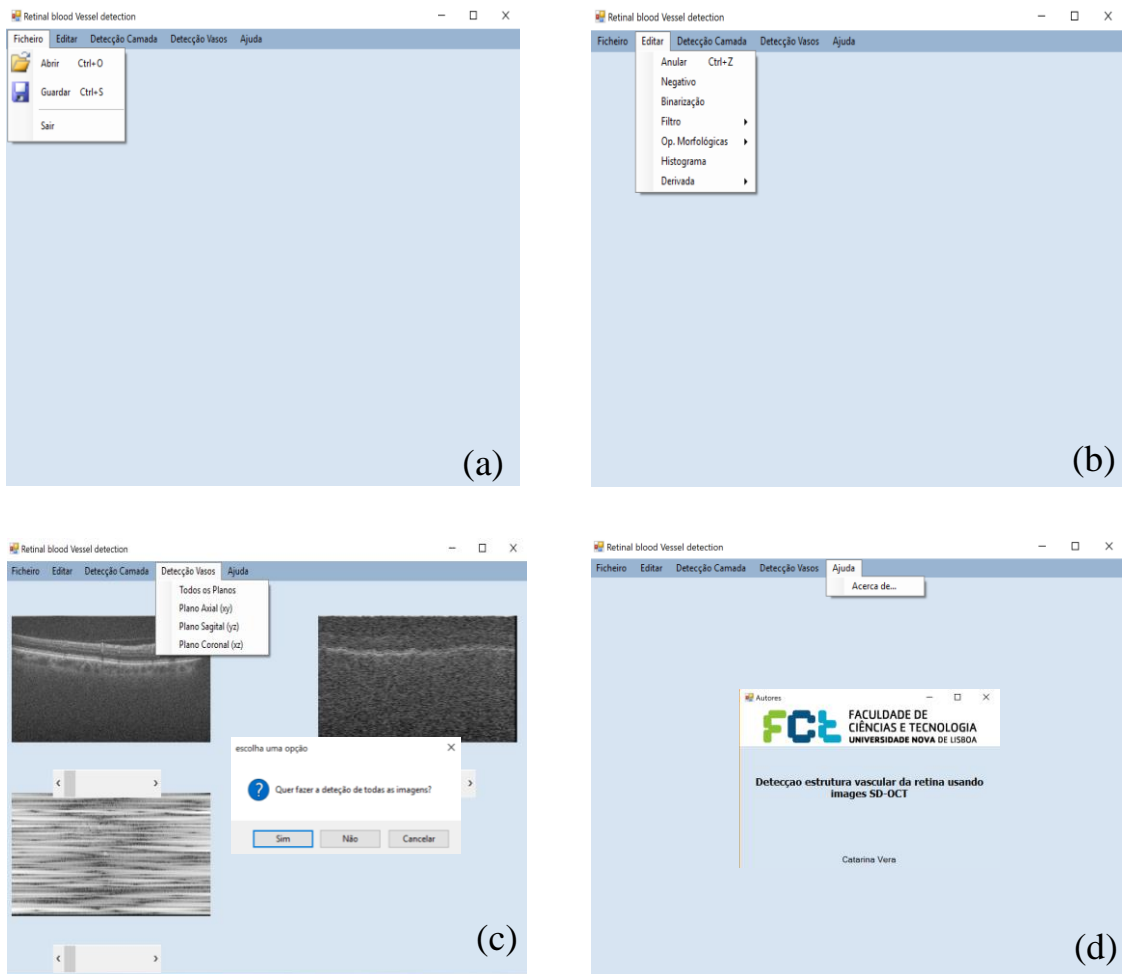 Retinal blood Vessel detection
Ficheiro Editar Detecção Camada Detecção Vasos Ajuda
Abrir Ctrl+O
Guardar Ctrl+S
Sair
(a)
Retinal blood Vessel detection
Ficheiro Editar Detecção Camada Detecção Vasos Ajuda
Anular Ctrl+Z
Negativo
Binarização
Filtro
Op. Morfológicas
Histograma
Derivada
(b)
Retinal blood Vessel detection
Ficheiro Editar Detecção Camada Detecção Vasos Ajuda
Todos os Planos
Plano Axial (xy)
Plano Sagital (yz)
Plano Coronal (xz)
escolha uma opção
Quer fazer a deteção de todas as imagens?
Sim Não Cancelar
(c)
Retinal blood Vessel detection
Ficheiro Editar Detecção Camada Detecção Vasos Ajuda
Acerca de...
Autores
FCt FACULDADE DE
CIÊNCIAS E TECNOLOGIA
UNIVERSIDADE NOVA DE LISBOA
Detecçao estrutura vascular da retina usando
images SD-OCT
Catarina Vera
(d)